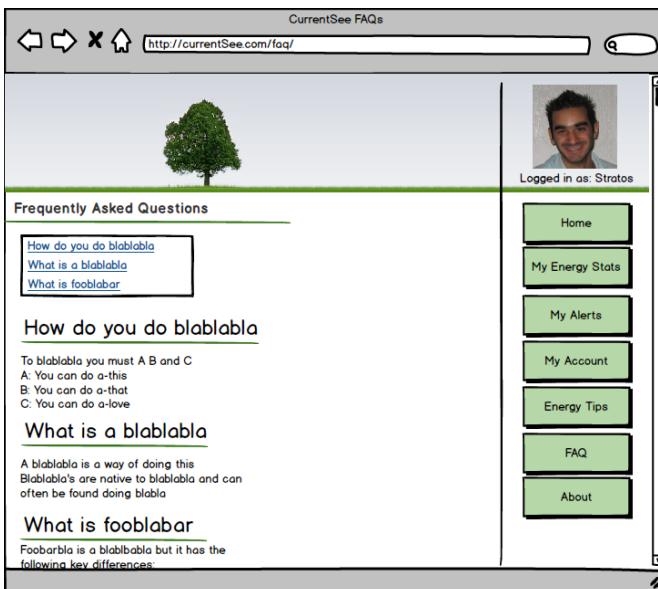 CurrentSee FAQs
http://currentSee.com/faq/
Logged in as: Stratos
Frequently Asked Questions
How do you do blablabla
What is a blablabla
What is fooblabar
How do you do blablabla
To blablabla you must A B and C
A: You can do a-this
B: You can do a-that
C: You can do a-love
What is a blablabla
A blablabla is a way of doing this
Blablabla's are native to blablabla and can
often be found doing blabla
What is fooblabar
Foobarbla is a blablbabla but it has the
following key differences:
Home
My Energy Stats
My Alerts
My Account
Energy Tips
FAQ
About